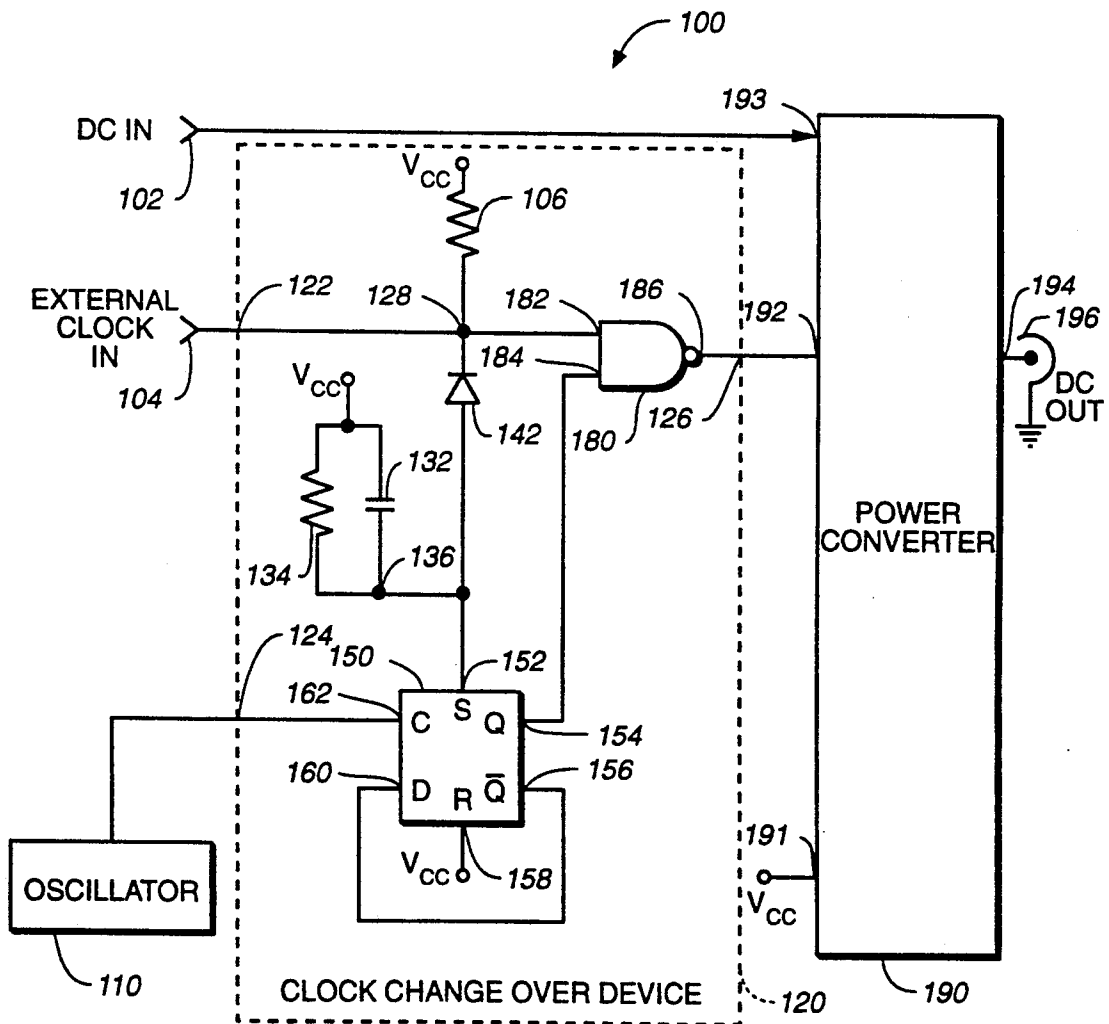 100
DC IN
102
193
VCC
106
EXTERNAL
CLOCK
IN
104
122
128
182
184
186
192
194
196
DC
OUT
VCC
142
180
126
132
134
136
POWER
CONVERTER
124
150
152
162
C
S
Q
154
160
D
R
Q̅
156
VCC
158
191
VCC
OSCILLATOR
110
CLOCK CHANGE OVER DEVICE
120
190